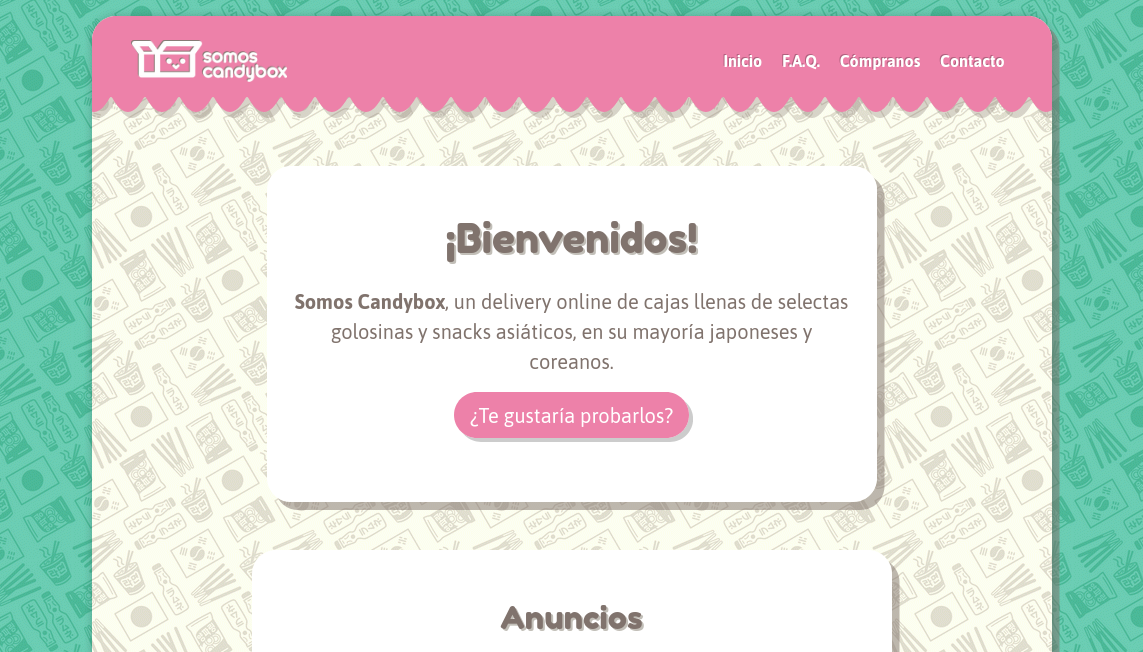 somos
candybox
Inicio F.A.Q. Cómpranos Contacto
¡Bienvenidos!
Somos Candybox, un delivery online de cajas llenas de selectas
golosinas y snacks asiáticos, en su mayoría japoneses y
coreanos.
¿Te gustaría probarlos?
Anuncios